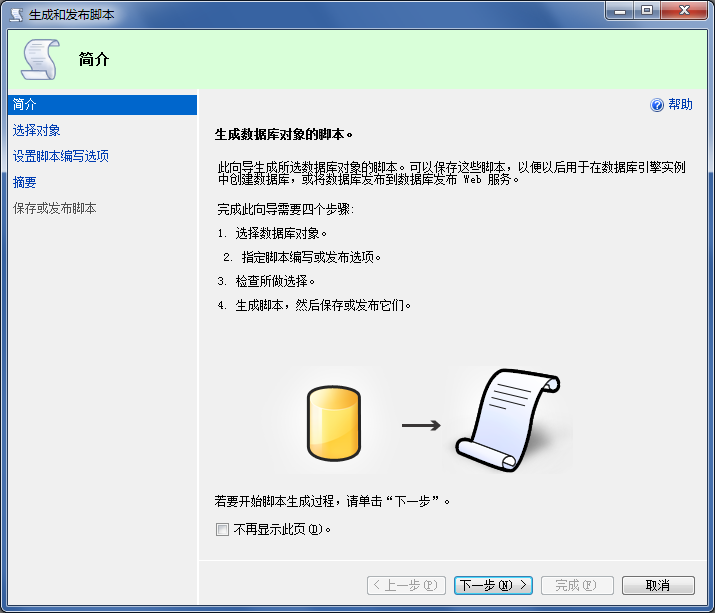 生成和发布脚本
简介
简介
选择对象
设置脚本编写选项
摘要
保存或发布脚本
帮助
生成数据库对象的脚本。
此向导生成所选数据库对象的脚本。可以保存这些脚本，以便以后用于在数据库引擎实例
中创建数据库，或将数据库发布到数据库发布 Web 服务。
完成此向导需要四个步骤:
1. 选择数据库对象。
2. 指定脚本编写或发布选项。
3. 检查所做选择。
4. 生成脚本，然后保存或发布它们。
若要开始脚本生成过程，请单击“下一步”。
不再显示此页(D)。
< 上一步(P)
下一步(N) >
完成(F)
取消